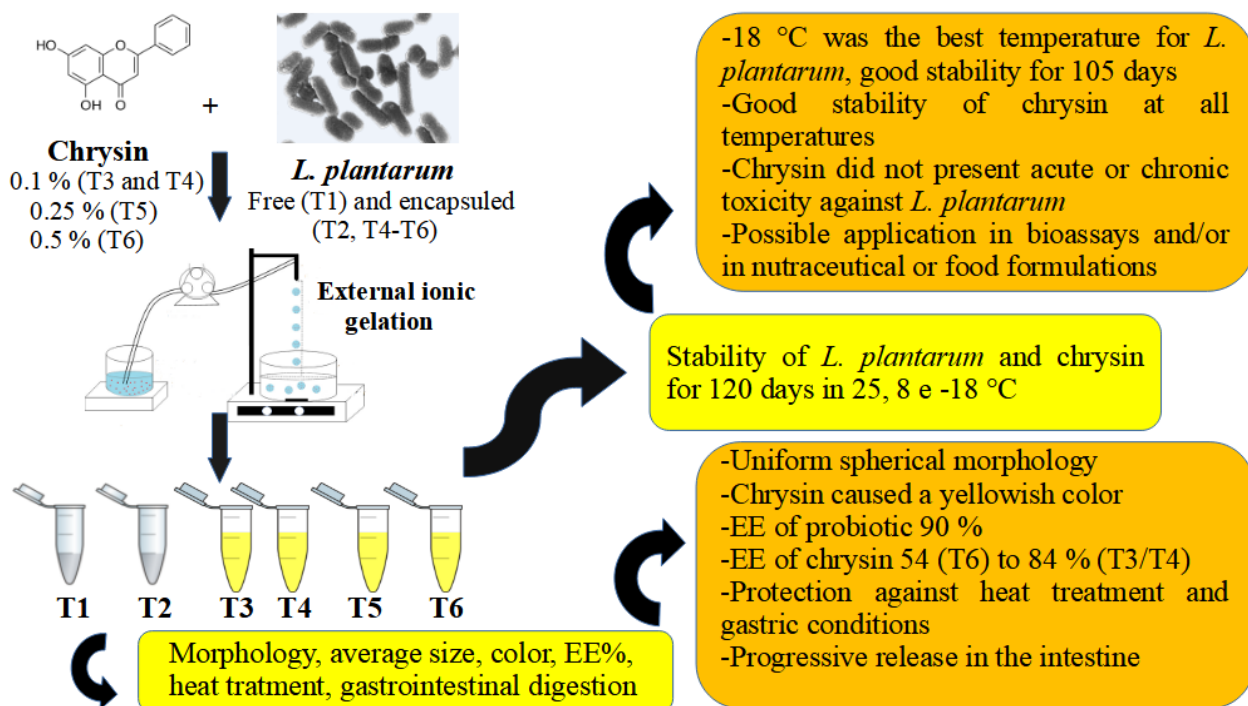 HO
O
OH
O
+
Chrysin
0.1 % (T3 and T4)
0.25 % (T5)
0.5 % (T6)
L. plantarum
Free (T1) and encapsuled
(T2, T4-T6)
External ionic
gelation
T1 T2 T3 T4 T5 T6
Morphology, average size, color, EE%,
heat tratment, gastrointestinal digestion
-18 °C was the best temperature for L.
plantarum, good stability for 105 days
-Good stability of chrysin at all
temperatures
-Chrysin did not present acute or chronic
toxicity against L. plantarum
-Possible application in bioassays and/or
in nutraceutical or food formulations
Stability of L. plantarum and chrysin
for 120 days in 25, 8 e -18 °C
-Uniform spherical morphology
-Chrysin caused a yellowish color
-EE of probiotic 90 %
-EE of chrysin 54 (T6) to 84 % (T3/T4)
-Protection against heat treatment and
gastric conditions
-Progressive release in the intestine